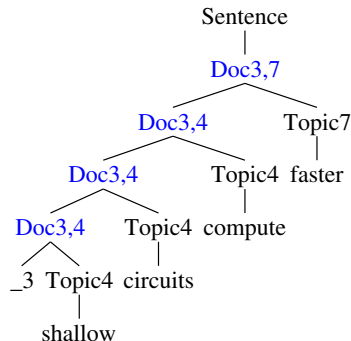 Sentence
Doc3,7
Doc3,4 Topic7
Doc3,4 Topic4 faster
Doc3,4 Topic4 compute
_3 Topic4 circuits
shallow